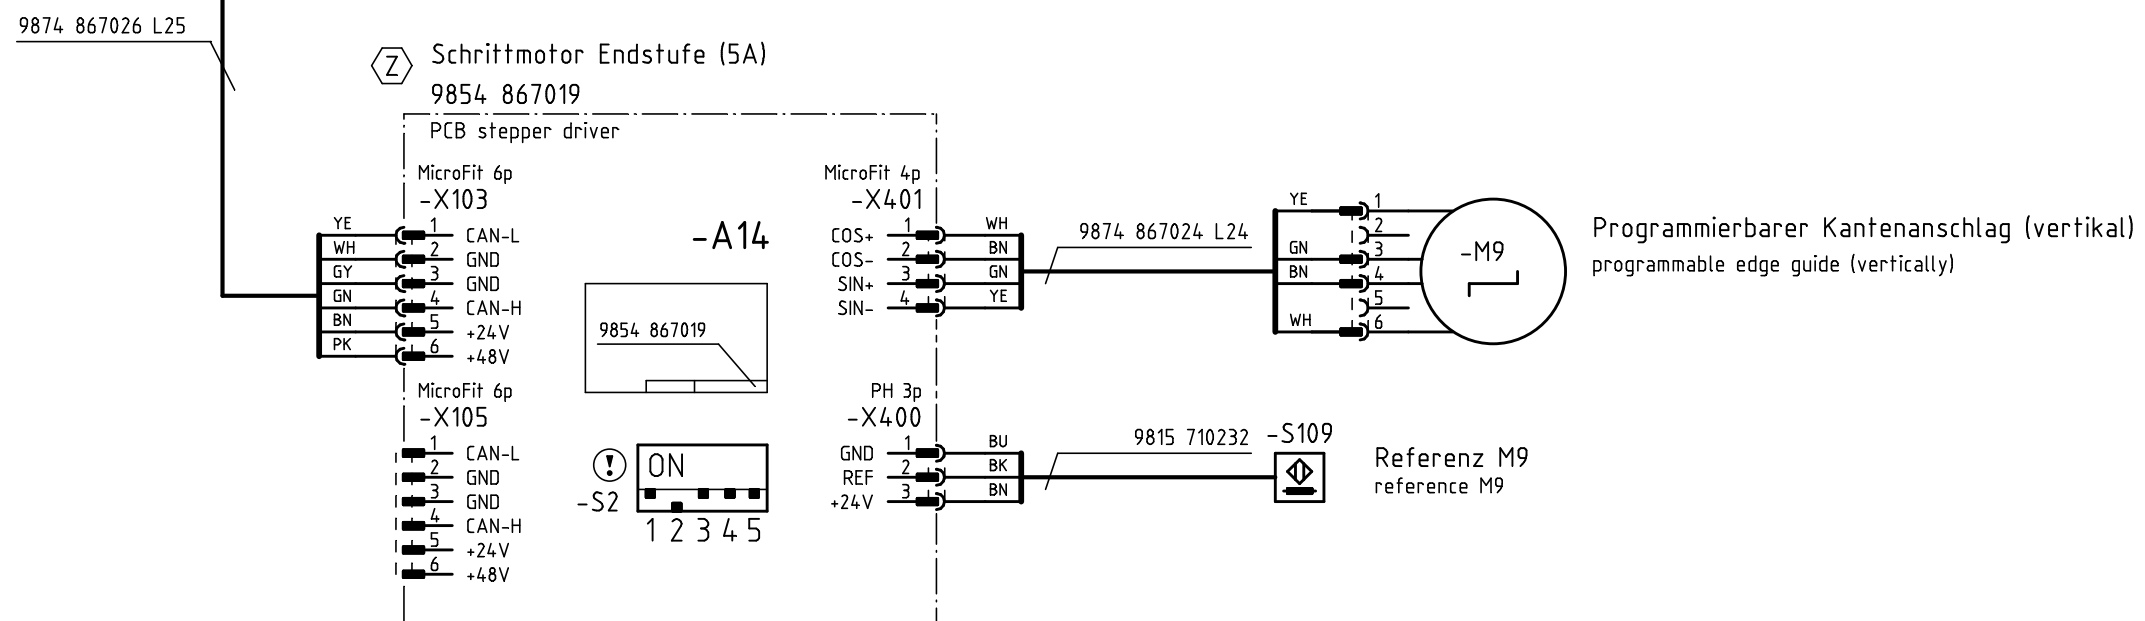 9874 867026 L25
Z
Schrittmotor Endstufe (5A)
9854 867019
PCB stepper driver
MicroFit 6p
-X103
YE 1 CAN-L
WH 2 GND
GY 3 GND
GN 4 CAN-H
BN 5 +24V
PK 6 +48V
MicroFit 6p
-X105
1 CAN-L
2 GND
3 GND
4 CAN-H
5 +24V
6 +48V
-A14
9854 867019
!
-S2
ON
1 2 3 4 5
MicroFit 4p
-X401
COS+ 1 WH
COS- 2 BN
SIN+ 3 GN
SIN- 4 YE
9874 867024 L24
YE 1
2
GN 3
BN 4
5
WH 6
-M9
Programmierbarer Kantenanschlag (vertikal)
programmable edge guide (vertically)
PH 3p
-X400
GND 1 BU
REF 2 BK
+24V 3 BN
9815 710232
-S109
Referenz M9
reference M9